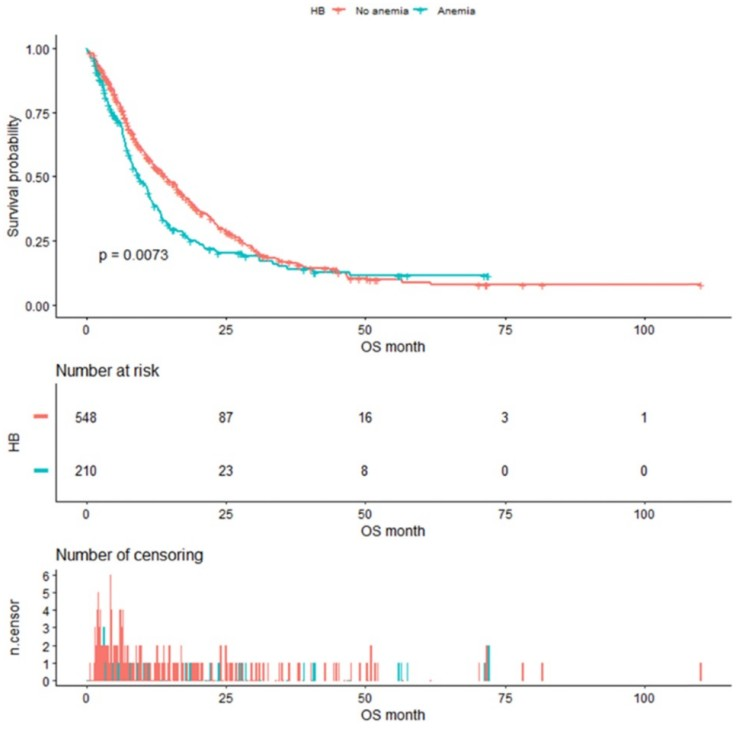 HB No anemia Anemia
Survival probability
1.00
0.75
0.50
0.25
0.00
p = 0.0073
0 25 50 75 100
OS month
Number at risk
HB
548 87 16 3 1
210 23 8 0 0
0 25 50 75 100
OS month
Number of censoring
n.censor
6
5
4
3
2
1
0
0 25 50 75 100
OS month